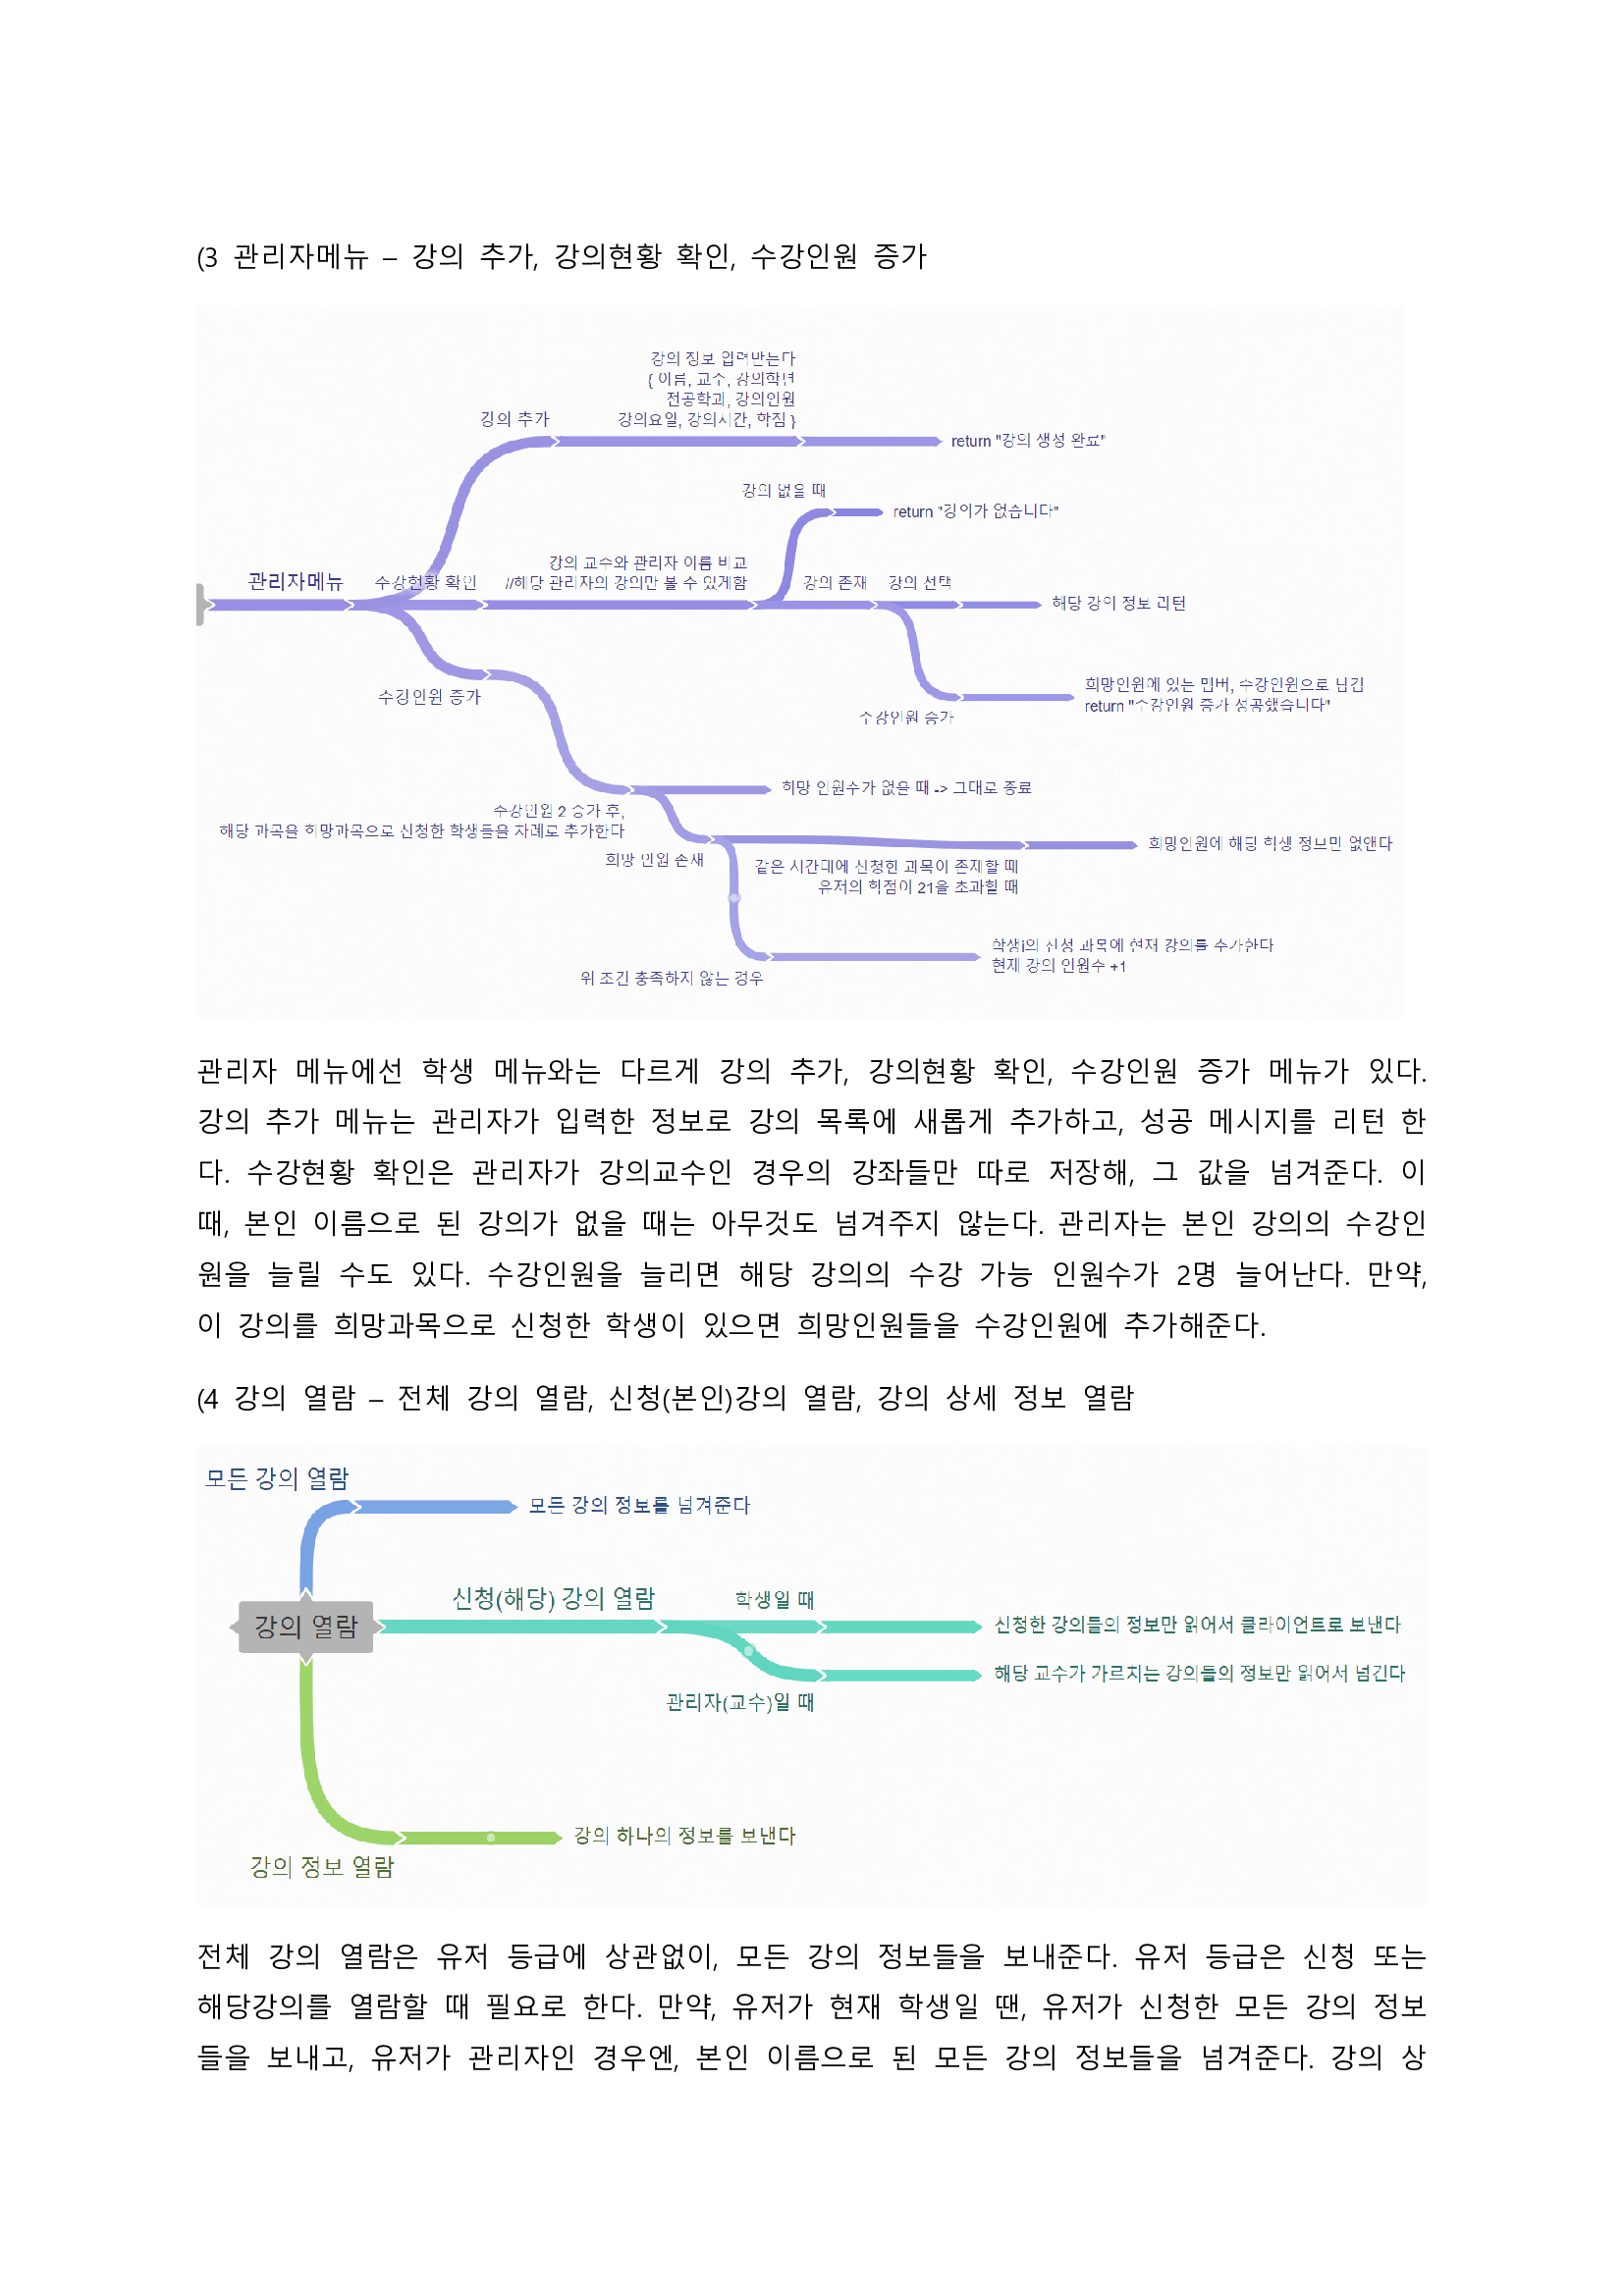 (3 관리자메뉴 – 강의 추가, 강의현황 확인, 수강인원 증가
강의 정보 입력받는다
{ 이름, 교수, 강의학년
전공학과, 강의인원
강의요일, 강의시간, 학점 }
강의 추가
return "강의 생성 완료"
강의 없을 때
return "강의가 없습니다"
강의 교수와 관리자 이름 비교
//해당 관리자의 강의만 볼 수 있게함
관리자메뉴
수강현황 확인
강의 존재
강의 선택
해당 강의 정보 리턴
희망인원에 있는 멤버, 수강인원으로 넘김
return "수강인원 증가 성공했습니다"
수강인원 증가
수강인원 증가
희망 인원수가 없을 때 -> 그대로 종료
수강인원 2 증가 후,
해당 과목을 희망과목으로 신청한 학생들을 차례로 추가한다
희망 인원 존재
희망인원에 해당 학생 정보만 없앤다
같은 시간대에 신청한 과목이 존재할 때
유저의 학점이 21을 초과할 때
학생i의 신청 과목에 현재 강의를 추가한다
현재 강의 인원수 +1
위 조건 충족하지 않는 경우
관리자 메뉴에선 학생 메뉴와는 다르게 강의 추가, 강의현황 확인, 수강인원 증가 메뉴가 있다.
강의 추가 메뉴는 관리자가 입력한 정보로 강의 목록에 새롭게 추가하고, 성공 메시지를 리턴 한
다. 수강현황 확인은 관리자가 강의교수인 경우의 강좌들만 따로 저장해, 그 값을 넘겨준다. 이
때, 본인 이름으로 된 강의가 없을 때는 아무것도 넘겨주지 않는다. 관리자는 본인 강의의 수강인
원을 늘릴 수도 있다. 수강인원을 늘리면 해당 강의의 수강 가능 인원수가 2명 늘어난다. 만약,
이 강의를 희망과목으로 신청한 학생이 있으면 희망인원들을 수강인원에 추가해준다.
(4 강의 열람 – 전체 강의 열람, 신청(본인)강의 열람, 강의 상세 정보 열람
모든 강의 열람
모든 강의 정보를 넘겨준다
신청(해당) 강의 열람
학생일 때
강의 열람
신청한 강의들의 정보만 읽어서 클라이언트로 보낸다
해당 교수가 가르치는 강의들의 정보만 읽어서 넘긴다
관리자(교수)일 때
강의 하나의 정보를 보낸다
강의 정보 열람
전체 강의 열람은 유저 등급에 상관없이, 모든 강의 정보들을 보내준다. 유저 등급은 신청 또는
해당강의를 열람할 때 필요로 한다. 만약, 유저가 현재 학생일 땐, 유저가 신청한 모든 강의 정보
들을 보내고, 유저가 관리자인 경우엔, 본인 이름으로 된 모든 강의 정보들을 넘겨준다. 강의 상